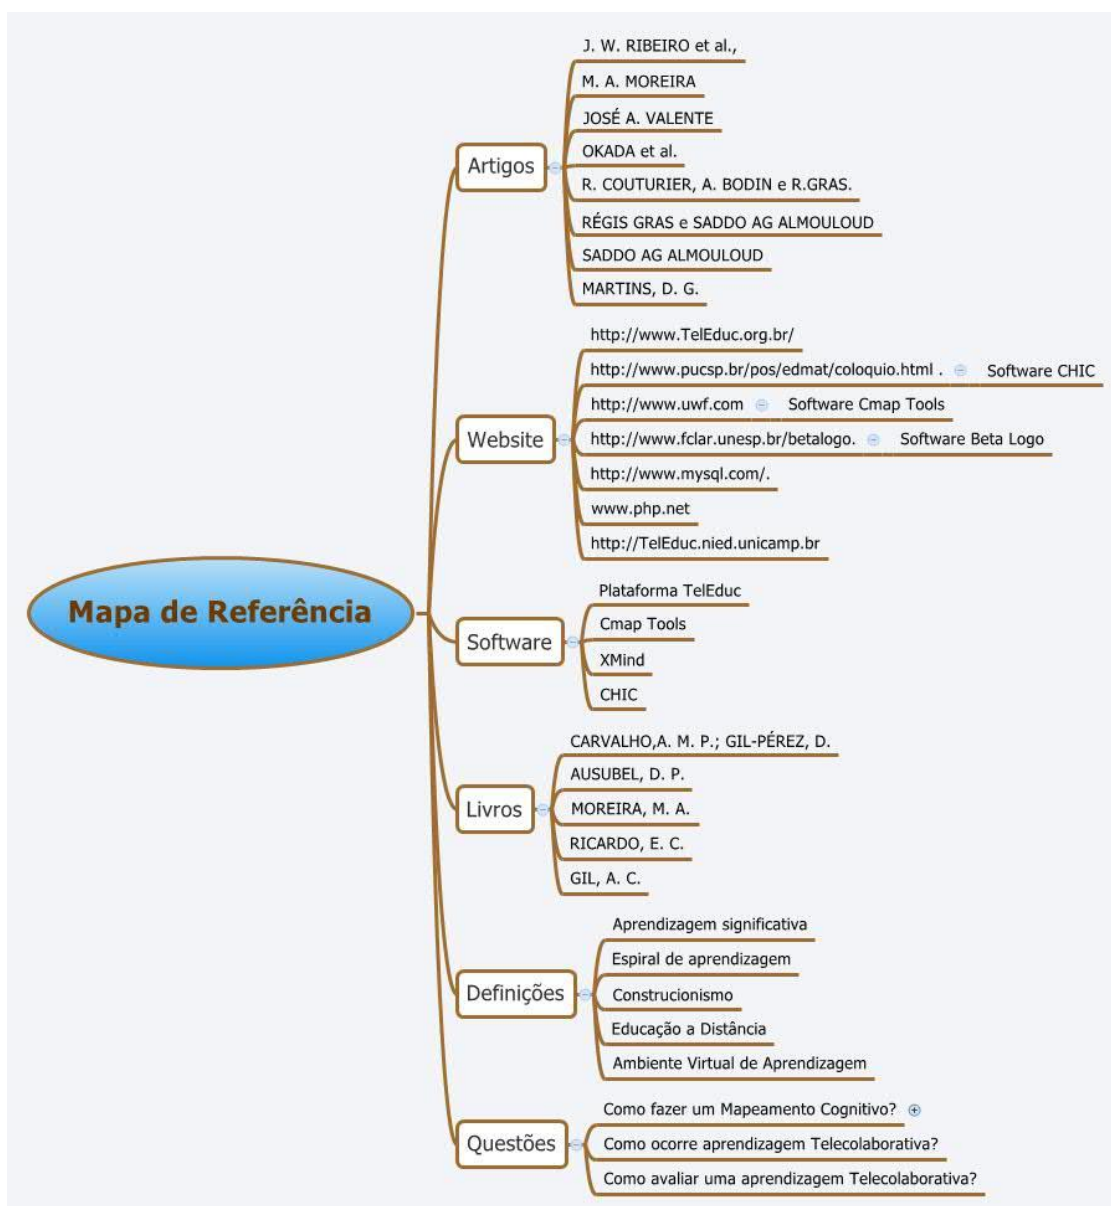 Mapa de Referência
Artigos
J. W. RIBEIRO et al.,
M. A. MOREIRA
JOSÉ A. VALENTE
OKADA et al.
R. COUTURIER, A. BODIN e R.GRAS.
RÉGIS GRAS e SADDO AG ALMOULOUD
SADDO AG ALMOULOUD
MARTINS, D. G.
Website
http://www.TelEduc.org.br/
http://www.pucsp.br/pos/edmat/coloquio.html . Software CHIC
http://www.uwf.com Software Cmap Tools
http://www.fclar.unesp.br/betalogo. Software Beta Logo
http://www.mysql.com/.
www.php.net
http://TelEduc.nied.unicamp.br
Software
Plataforma TelEduc
Cmap Tools
XMind
CHIC
Livros
CARVALHO,A. M. P.; GIL-PÉREZ, D.
AUSUBEL, D. P.
MOREIRA, M. A.
RICARDO, E. C.
GIL, A. C.
Definições
Aprendizagem significativa
Espiral de aprendizagem
Construcionismo
Educação a Distância
Ambiente Virtual de Aprendizagem
Questões
Como fazer um Mapeamento Cognitivo?
Como ocorre aprendizagem Telecolaborativa?
Como avaliar uma aprendizagem Telecolaborativa?